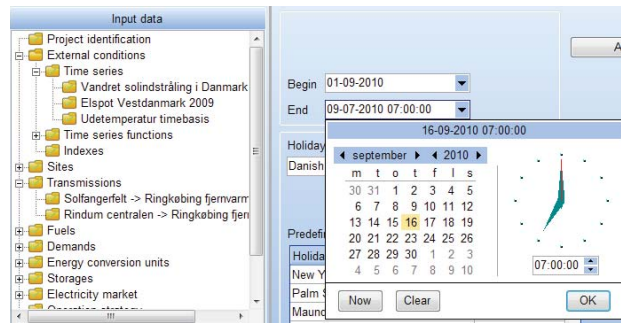 Input data
Project identification
External conditions
Time series
Vandret solindstråling i Danmark
Elspot Vestdanmark 2009
Udetemperatur timebasis
Time series functions
Indexes
Sites
Transmissions
Solfangerfelt -> Ringkøbing fjernvarm
Rindum centralen -> Ringkøbing fjer
Fuels
Demands
Energy conversion units
Storages
Electricity market
Operation strategy
A
Begin 01-09-2010
End 09-07-2010 07:00:00
Holiday
Danish
Predefi
Holida
New Y
Palm S
Maund
16-09-2010 07:00:00
september 2010
m t o t f l s
30 31 1 2 3 4 5
6 7 8 9 10 11 12
13 14 15 16 17 18 19
20 21 22 23 24 25 26
27 28 29 30 1 2 3
4 5 6 7 8 9 10
07:00:00
Now Clear OK